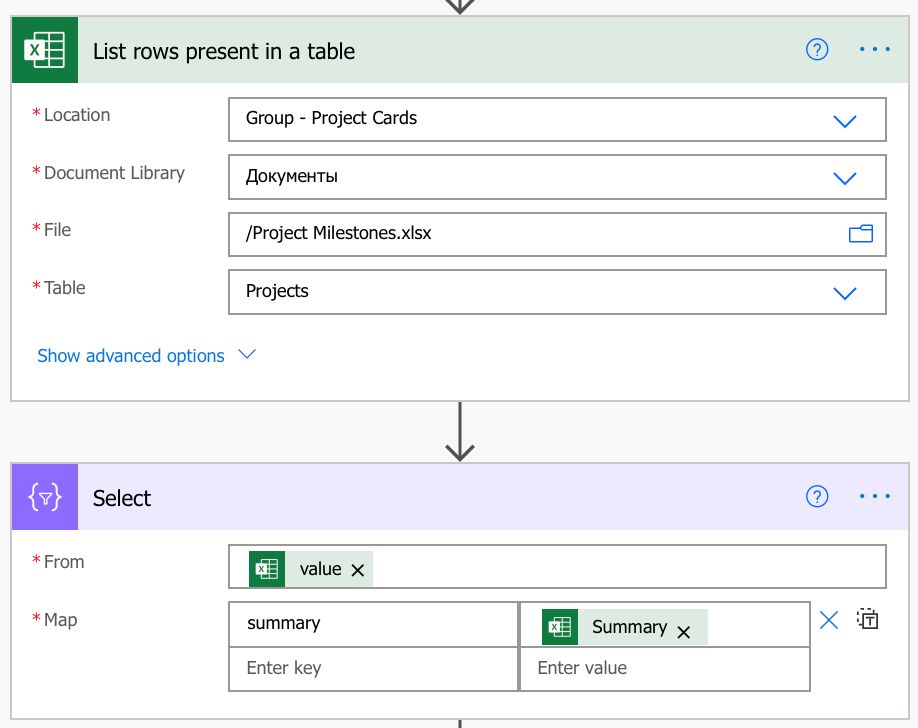 List rows present in a table
* Location
Group - Project Cards
* Document Library
Документы
* File
/Project Milestones.xlsx
* Table
Projects
Show advanced options
Select
* From
value
* Map
summary
Summary
Enter key
Enter value